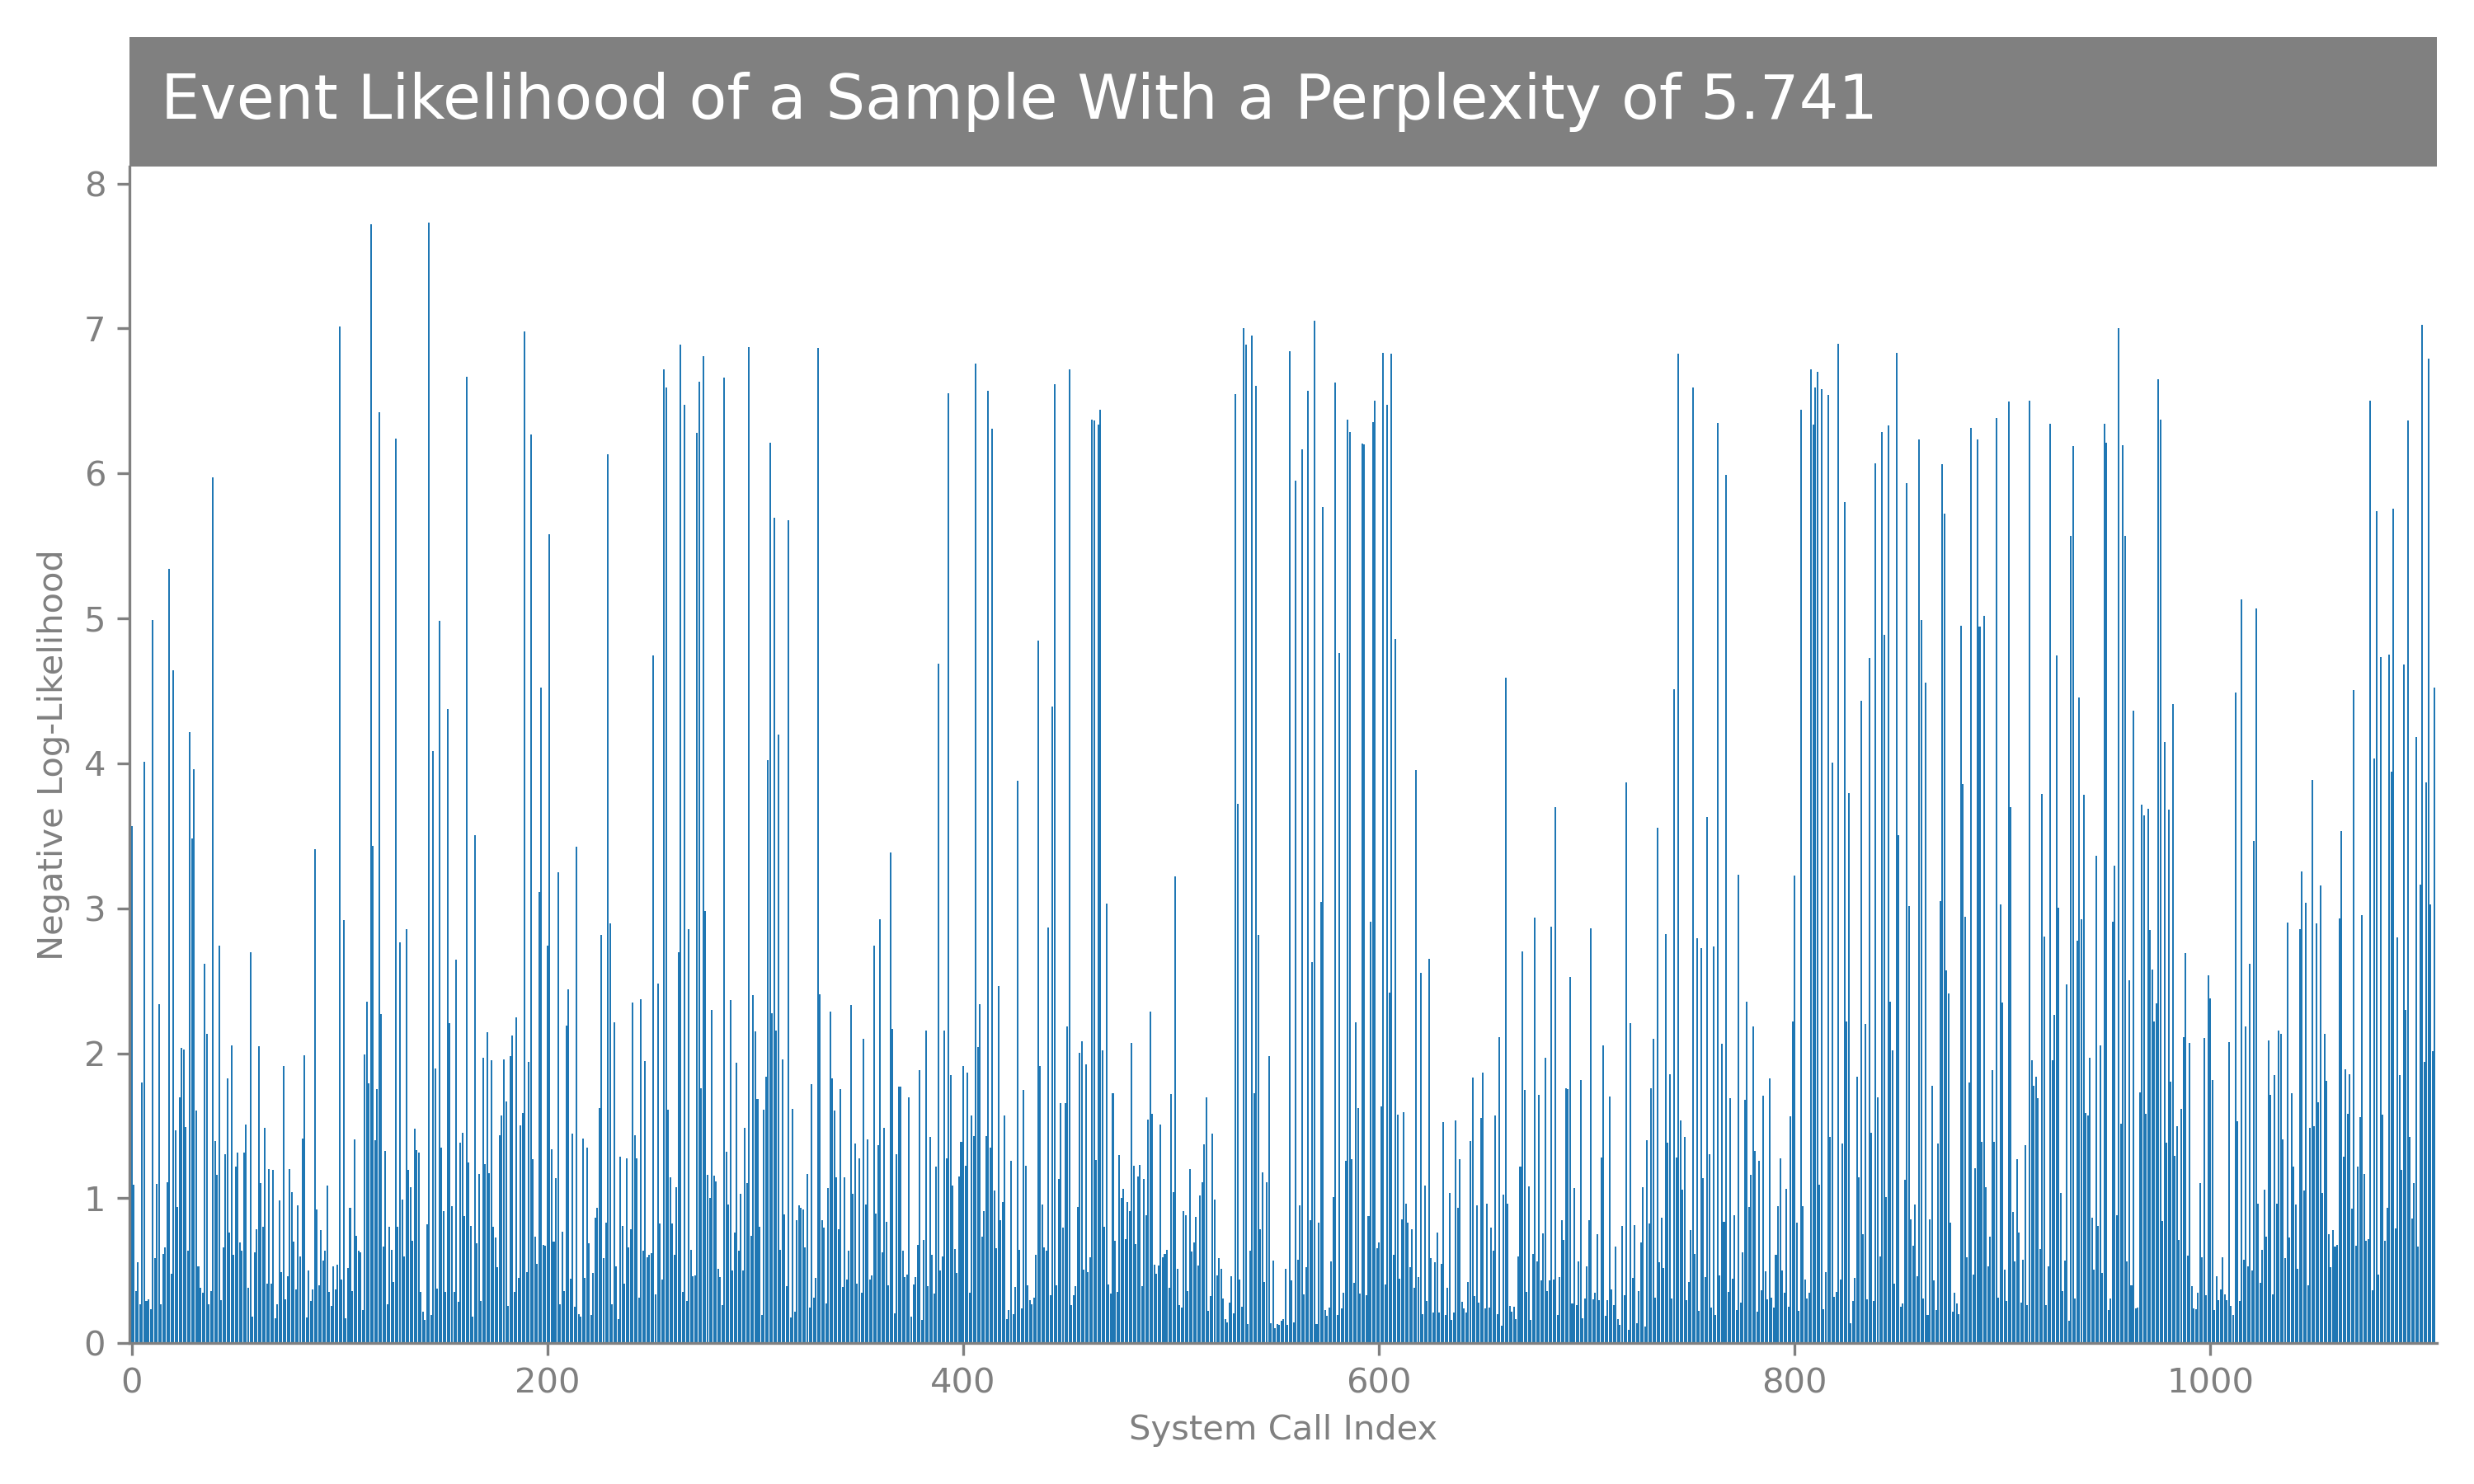 Event Likelihood of a Sample With a Perplexity of 5.741
8
7
6
5
4
3
2
1
0
Negative Log-Likelihood
0 200 400 600 800 1000
System Call Index